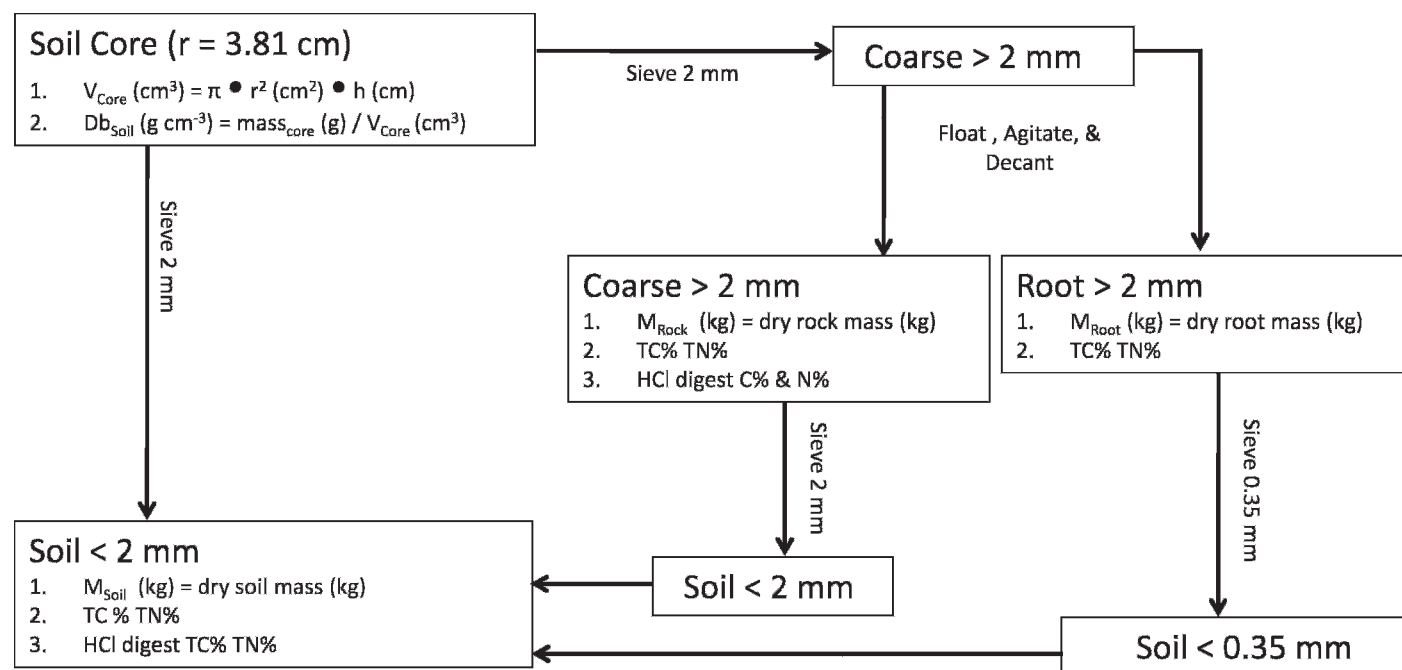 Soil Core (r = 3.81 cm)
1. V_Core (cm³) = π • r² (cm²) • h (cm)
2. Db_Soil (g cm⁻³) = mass_core (g) / V_Core (cm³)
Sieve 2 mm
Coarse > 2 mm
Float , Agitate, &
Decant
Sieve 2 mm
Coarse > 2 mm
1. M_Rock (kg) = dry rock mass (kg)
2. TC% TN%
3. HCl digest C% & N%
Root > 2 mm
1. M_Root (kg) = dry root mass (kg)
2. TC% TN%
Sieve 2 mm
Sieve 0.35 mm
Soil < 2 mm
1. M_Soil (kg) = dry soil mass (kg)
2. TC % TN%
3. HCl digest TC% TN%
Soil < 2 mm
Soil < 0.35 mm